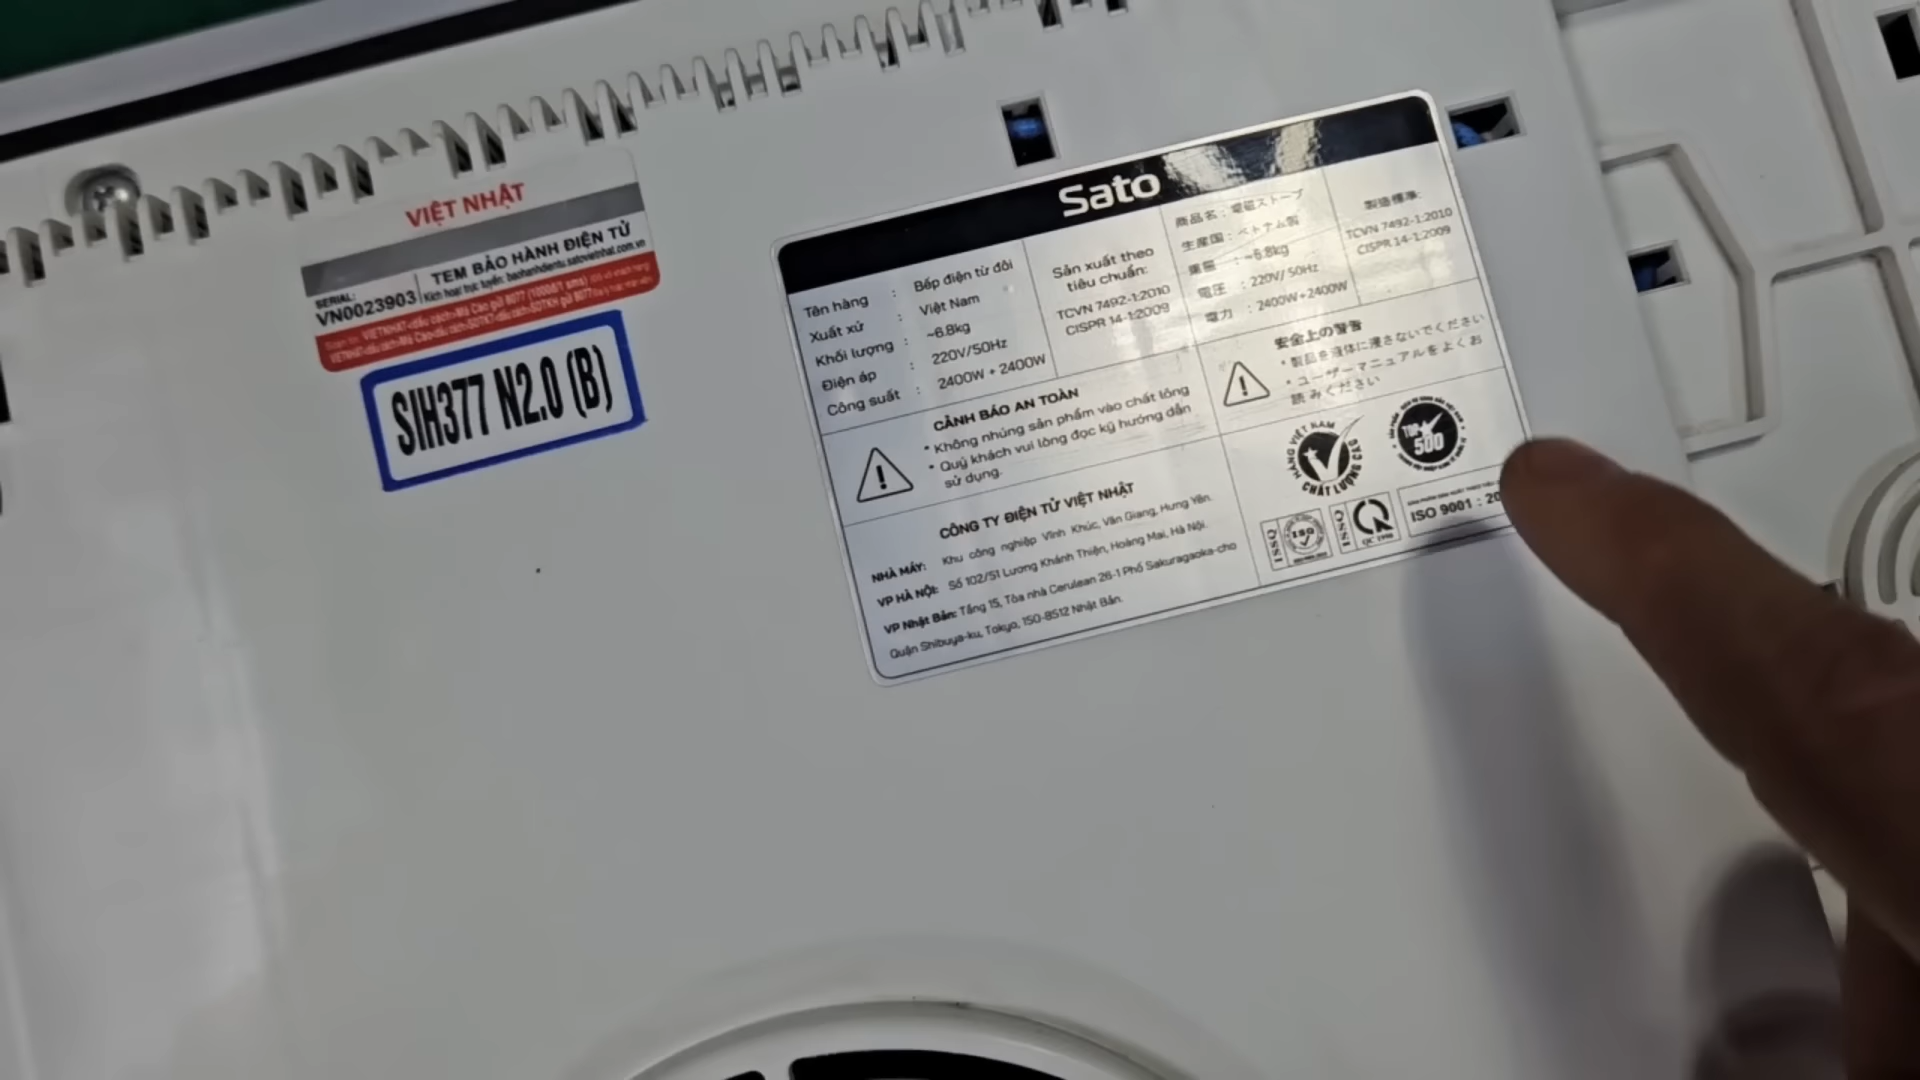 VIỆT NHẬT
TEM BẢO HÀNH ĐIỆN TỬ
SERIAL:
VN0023903
Kích hoạt trực tuyến: baohanhdientu.satovietnhat.com.vn
SIH377 N2.0 (B)
Sato
Tên hàng : Bếp điện từ đôi
Xuất xứ : Việt Nam
Khối lượng : ~6.8kg
Điện áp : 220V/50Hz
Công suất : 2400W + 2400W
Sản xuất theo
tiêu chuẩn:
TCVN 7492-1:2010
CISPR 14-1:2009
商品名 : 電磁ストーブ
生産国 : ベトナム製
重量 : ~6.8kg
電圧 : 220V/ 50Hz
電力 : 2400W+2400W
製造標準:
TCVN 7492-1:2010
CISPR 14-1:2009
CẢNH BÁO AN TOÀN
* Không nhúng sản phẩm vào chất lỏng
* Quý khách vui lòng đọc kỹ hướng dẫn
sử dụng.
安全上の警告
* 製品を液体に浸さないでください
* ユーザーマニュアルをよくお
読みください
CÔNG TY ĐIỆN TỬ VIỆT NHẬT
NHÀ MÁY: Khu công nghiệp Vĩnh Khúc, Văn Giang, Hưng Yên.
VP HÀ NỘI: Số 102/51 Lương Khánh Thiện, Hoàng Mai, Hà Nội.
VP Nhật Bản: Tầng 15, Tòa nhà Cerulean 26-1 Phố Sakuragaoka-cho
Quận Shibuya-ku, Tokyo, 150-8512 Nhật Bản.
HÀNG VIỆT NAM
CHẤT LƯỢNG CAO
TOP
500
ISO
QC 1998
ISO 9001 : 20